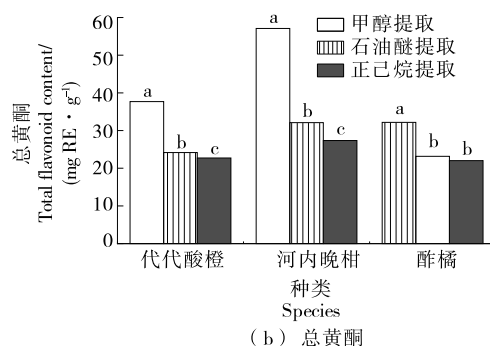 总黄酮
Total flavonoid content/
(mg RE·g⁻¹)
60
50
40
30
20
10
0
甲醇提取
石油醚提取
正己烷提取
a
b
c
a
b
c
a
b
b
代代酸橙
河内晚柑
酢橘
种类
Species
(b) 总黄酮